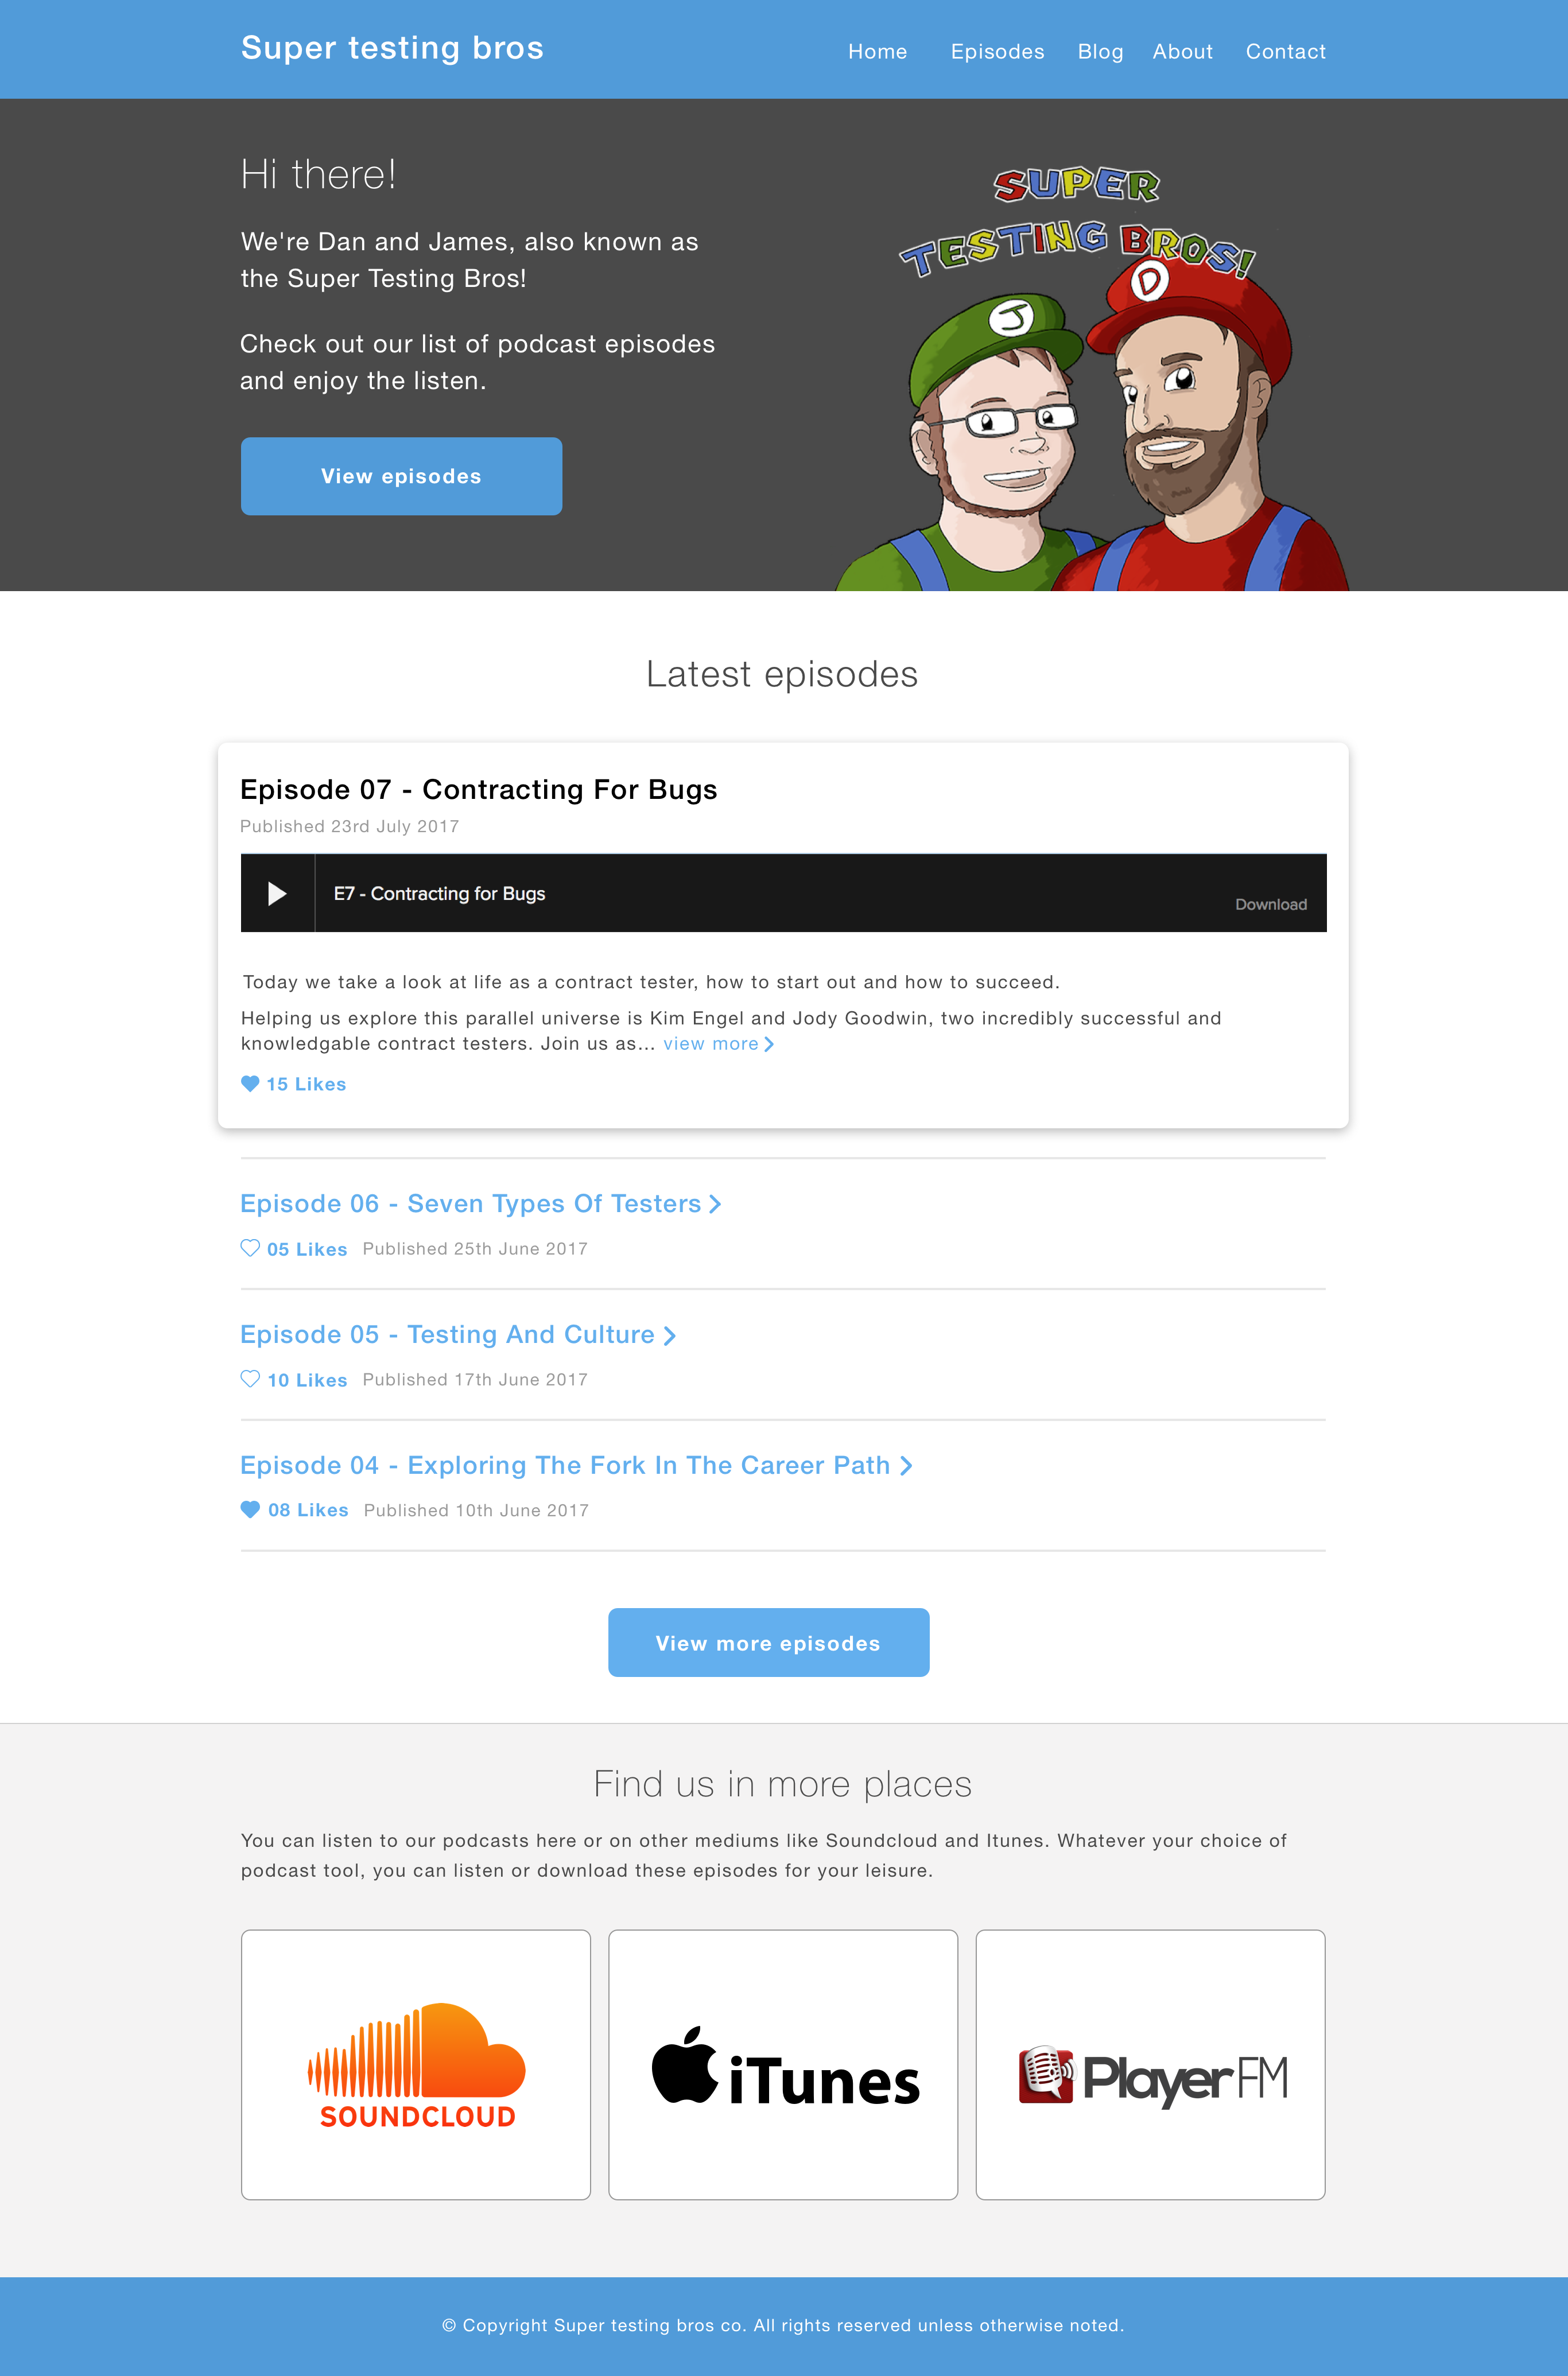 Super testing bros
Home Episodes Blog About Contact
Hi there!
We're Dan and James, also known as
the Super Testing Bros!
Check out our list of podcast episodes
and enjoy the listen.
View episodes
SUPER
TESTING BROS!
J
D
Latest episodes
Episode 07 - Contracting For Bugs
Published 23rd July 2017
E7 - Contracting for Bugs
Download
Today we take a look at life as a contract tester, how to start out and how to succeed.
Helping us explore this parallel universe is Kim Engel and Jody Goodwin, two incredibly successful and
knowledgable contract testers. Join us as... view more
15 Likes
Episode 06 - Seven Types Of Testers
05 Likes Published 25th June 2017
Episode 05 - Testing And Culture
10 Likes Published 17th June 2017
Episode 04 - Exploring The Fork In The Career Path
08 Likes Published 10th June 2017
View more episodes
Find us in more places
You can listen to our podcasts here or on other mediums like Soundcloud and Itunes. Whatever your choice of
podcast tool, you can listen or download these episodes for your leisure.
SOUNDCLOUD
iTunes
PlayerFM
© Copyright Super testing bros co. All rights reserved unless otherwise noted.